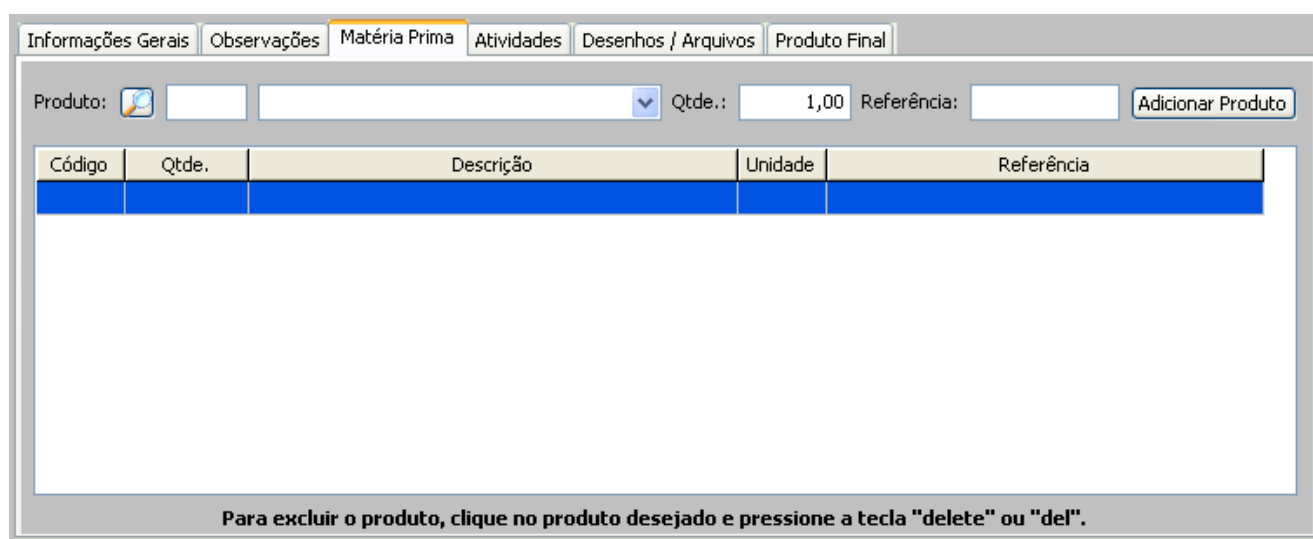 Informações Gerais Observações Matéria Prima Atividades Desenhos / Arquivos Produto Final
Produto: Qtde.: 1,00 Referência: Adicionar Produto
Código Qtde. Descrição Unidade Referência
Para excluir o produto, clique no produto desejado e pressione a tecla "delete" ou "del".